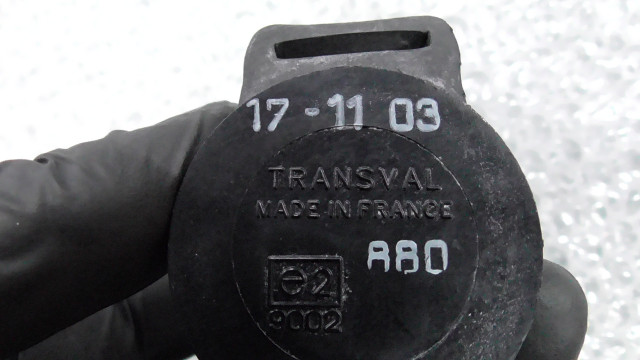 17-11 03
TRANSVAL
MADE IN FRANCE
A80
e2
9002